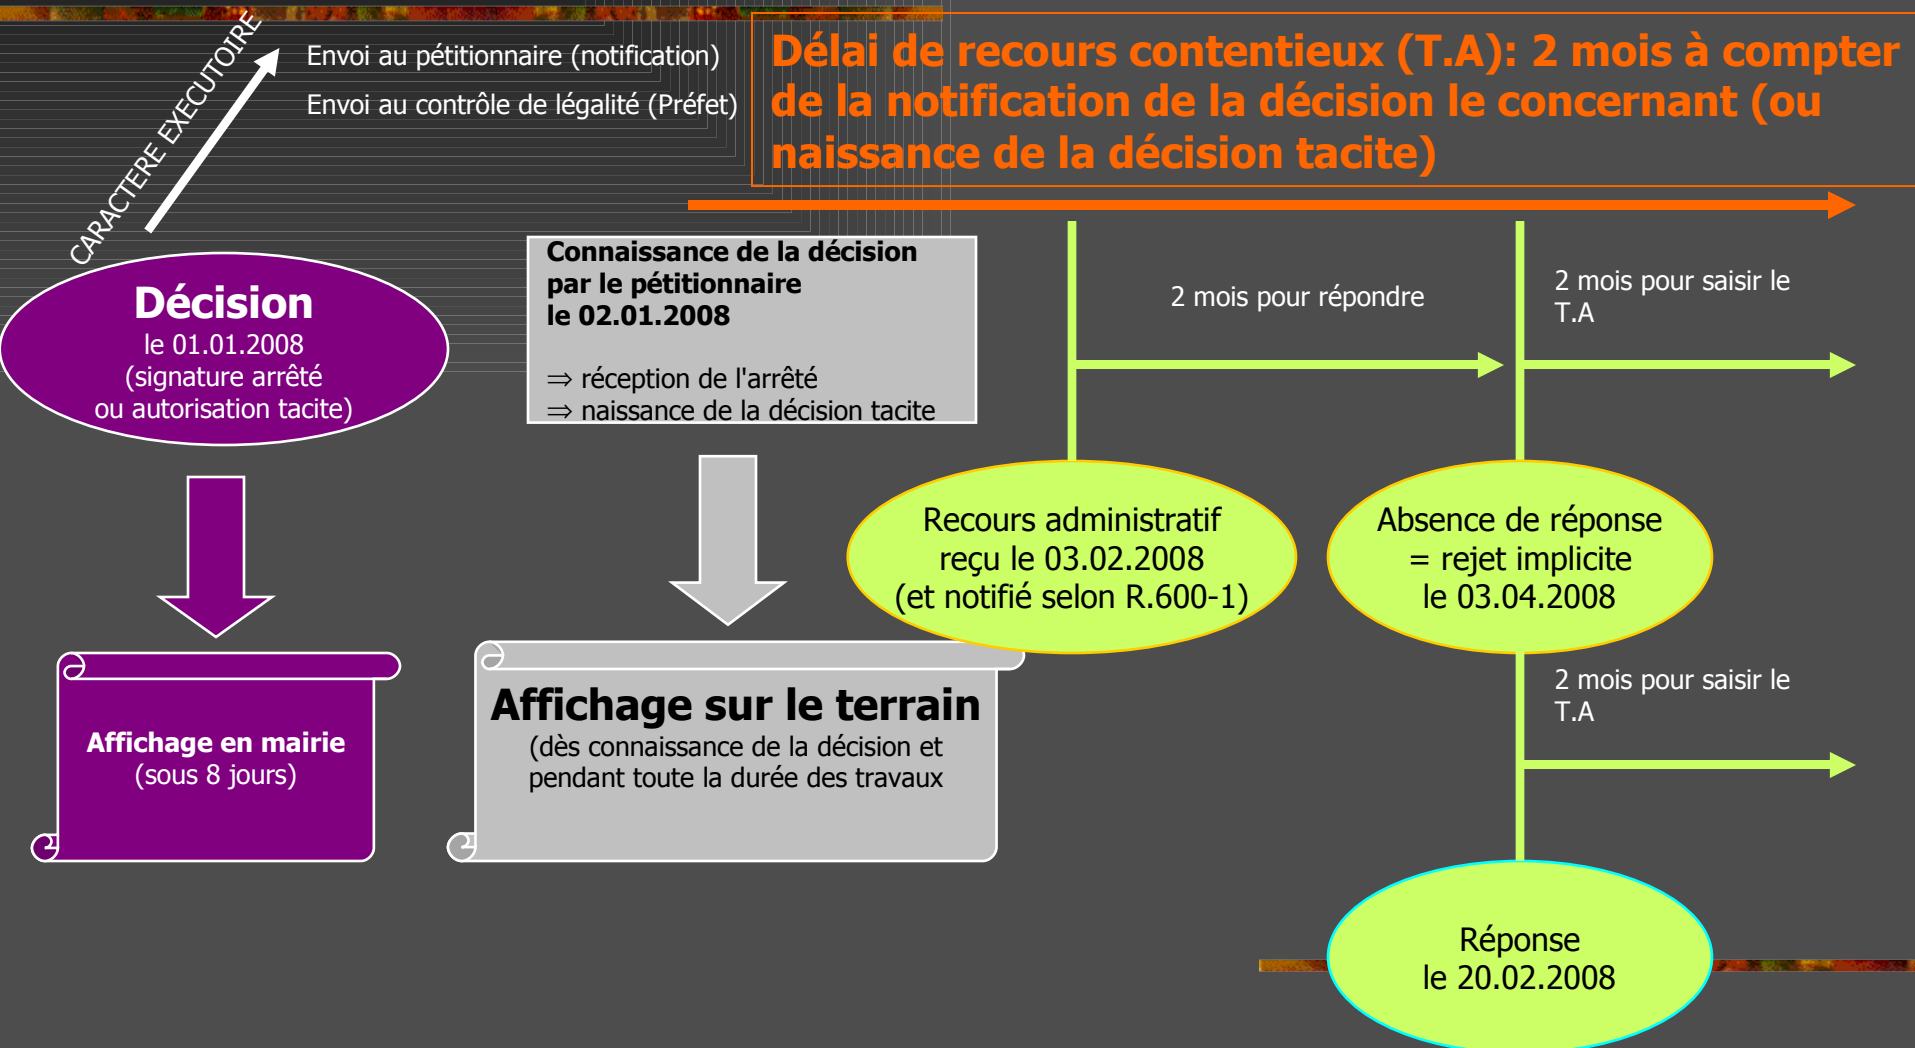 CARACTERE EXECUTOIRE
Envoi au pétitionnaire (notification)
Envoi au contrôle de légalité (Préfet)
Délai de recours contentieux (T.A): 2 mois à compter
de la notification de la décision le concernant (ou
naissance de la décision tacite)
Décision
le 01.01.2008
(signature arrêté
ou autorisation tacite)
Connaissance de la décision
par le pétitionnaire
le 02.01.2008
⇒ réception de l'arrêté
⇒ naissance de la décision tacite
2 mois pour répondre
2 mois pour saisir le
T.A
Recours administratif
reçu le 03.02.2008
(et notifié selon R.600-1)
Absence de réponse
= rejet implicite
le 03.04.2008
Affichage en mairie
(sous 8 jours)
Affichage sur le terrain
(dès connaissance de la décision et
pendant toute la durée des travaux
2 mois pour saisir le
T.A
Réponse
le 20.02.2008